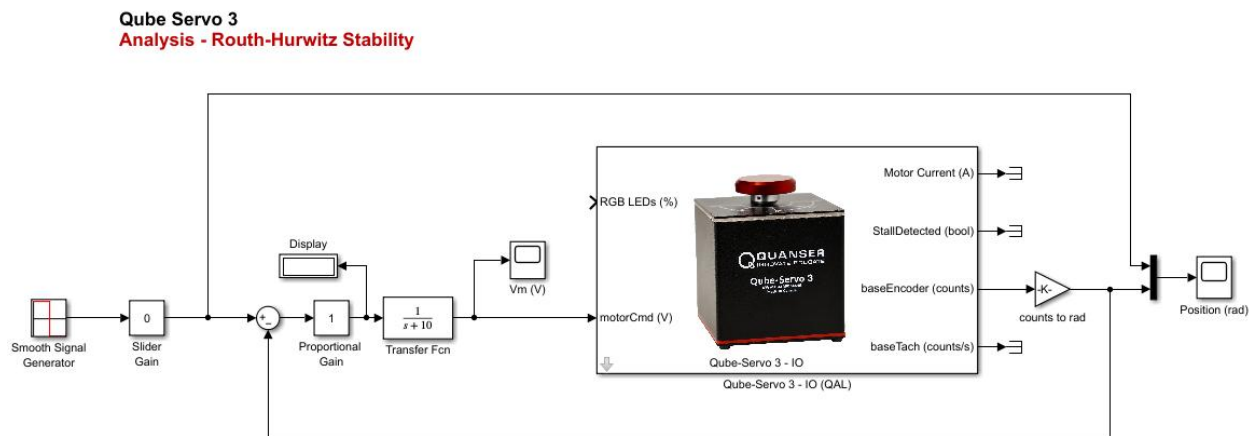 Qube Servo 3
Analysis - Routh-Hurwitz Stability
Motor Current (A)
RGB LEDs (%)
StallDetected (bool)
Display
QUANSER
Qube-Servo 3
Vm (V)
baseEncoder (counts)
-K-
+
-
0
1
1
s + 10
motorCmd (V)
counts to rad
Position (rad)
Smooth Signal
Generator
Slider
Gain
Proportional
Gain
Transfer Fcn
baseTach (counts/s)
Qube-Servo 3 - IO
Qube-Servo 3 - IO (QAL)